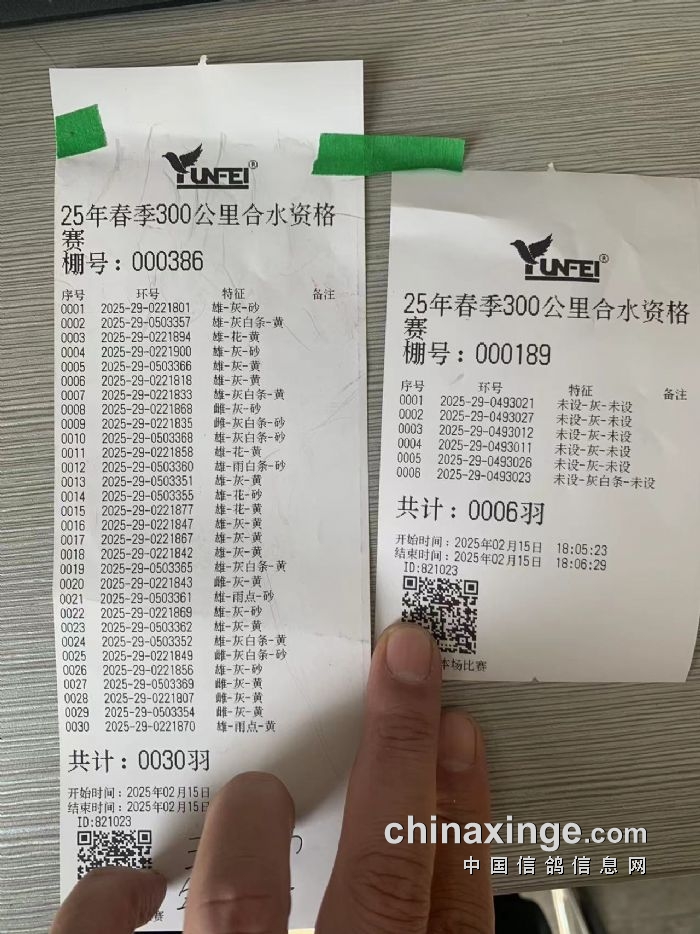 YUNFEI®
25年春季300公里合水资格
赛
棚号：000386
序号 环号 特征 备注
0001 2025-29-0221801 雄-灰-砂
0002 2025-29-0503357 雄-灰白条-黄
0003 2025-29-0221894 雄-花-黄
0004 2025-29-0221900 雄-灰-砂
0005 2025-29-0503366 雄-灰-黄
0006 2025-29-0221818 雄-灰-黄
0007 2025-29-0221833 雄-灰白条-黄
0008 2025-29-0221868 雌-灰-砂
0009 2025-29-0221835 雌-灰白条-砂
0010 2025-29-0503368 雄-灰白条-砂
0011 2025-29-0221858 雄-花-黄
0012 2025-29-0503360 雄-雨白条-砂
0013 2025-29-0503351 雄-灰-黄
0014 2025-29-0503355 雄-花-砂
0015 2025-29-0221877 雄-花-黄
0016 2025-29-0221847 雄-灰-黄
0017 2025-29-0221867 雄-灰-黄
0018 2025-29-0221842 雄-灰-黄
0019 2025-29-0503365 雄-灰白条-黄
0020 2025-29-0221843 雌-灰-黄
0021 2025-29-0503361 雄-雨点-砂
0022 2025-29-0221869 雄-灰-砂
0023 2025-29-0503362 雄-灰-黄
0024 2025-29-0503352 雄-灰白条-黄
0025 2025-29-0221849 雌-灰白条-砂
0026 2025-29-0221856 雄-灰-砂
0027 2025-29-0503369 雌-灰-黄
0028 2025-29-0221807 雌-灰-黄
0029 2025-29-0503354 雌-灰-黄
0030 2025-29-0221870 雄-雨点-黄
共计：0030羽
开始时间：2025年02月15日
结束时间：2025年02月15日
ID:821023
赛
YUNFEI®
25年春季300公里合水资格
赛
棚号：000189
序号 环号 特征 备注
0001 2025-29-0493021 未设-灰-未设
0002 2025-29-0493027 未设-灰-未设
0003 2025-29-0493012 未设-灰-未设
0004 2025-29-0493011 未设-灰-未设
0005 2025-29-0493026 未设-灰-未设
0006 2025-29-0493023 未设-灰白条-未设
共计：0006羽
开始时间：2025年02月15日 18:05:23
结束时间：2025年02月15日 18:06:29
ID:821023
本场比赛
chinaxinge.com
中国信鸽信息网